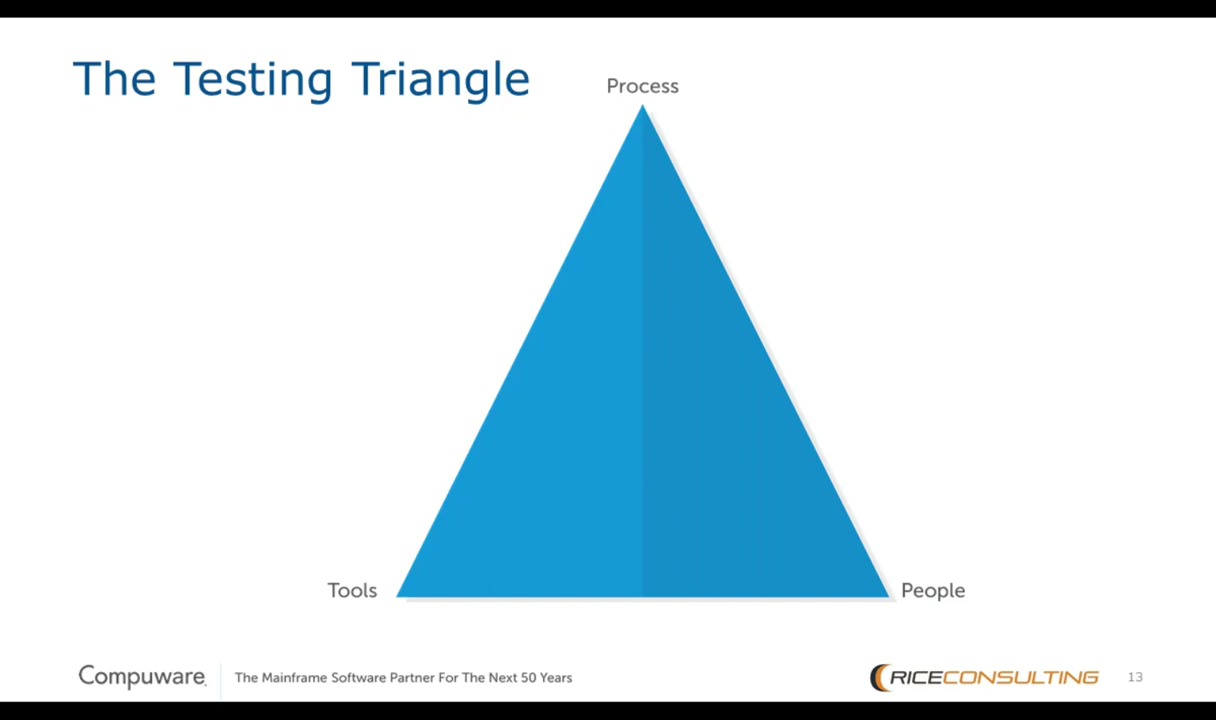 The Testing Triangle
Process
Tools
People
Compuware.
The Mainframe Software Partner For The Next 50 Years
RICECONSULTING
13